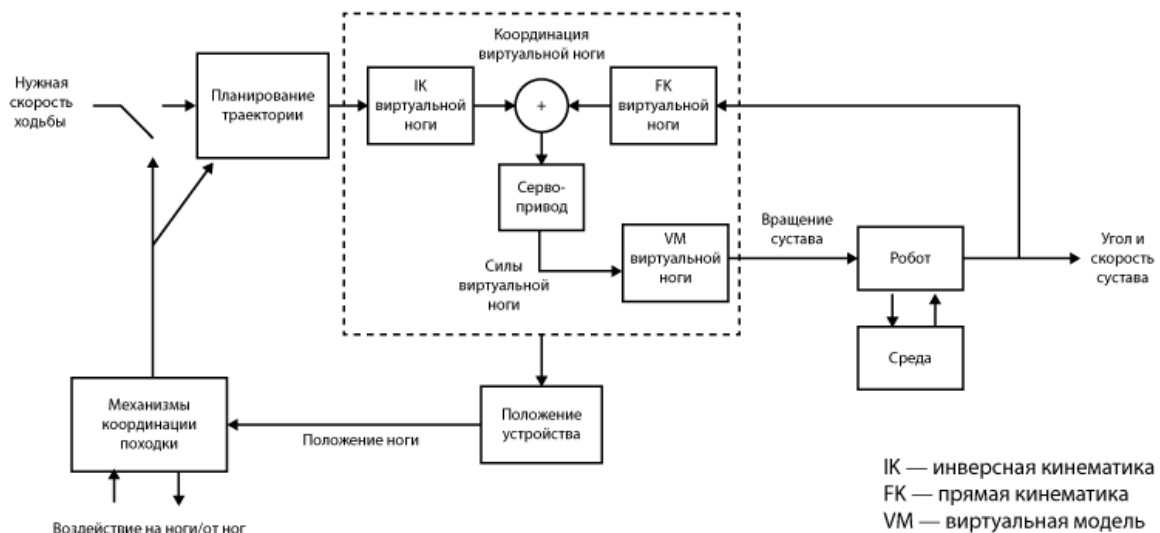 Координация
виртуальной ноги
Нужная
скорость
ходьбы
Планирование
траектории
IK
виртуальной
ноги
+
FK
виртуальной
ноги
Серво-
привод
Силы
виртуальной
ноги
VM
виртуальной
ноги
Вращение
сустава
Робот
Угол и
скорость
сустава
Среда
Механизмы
координации
походки
Положение ноги
Положение
устройства
Воздействие на ноги/от ног
IK — инверсная кинематика
FK — прямая кинематика
VM — виртуальная модель